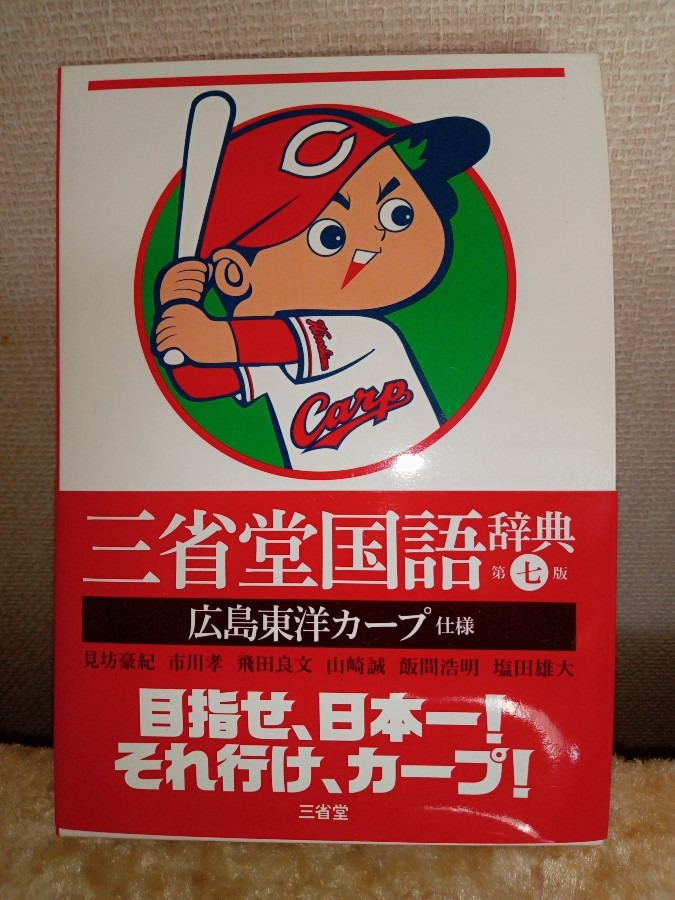 C
Carp
三省堂国語辞典
第七版
広島東洋カープ 仕様
見坊豪紀 市川孝 飛田良文 山崎誠 飯間浩明 塩田雄大
目指せ、日本一!
それ行け、カープ!
三省堂